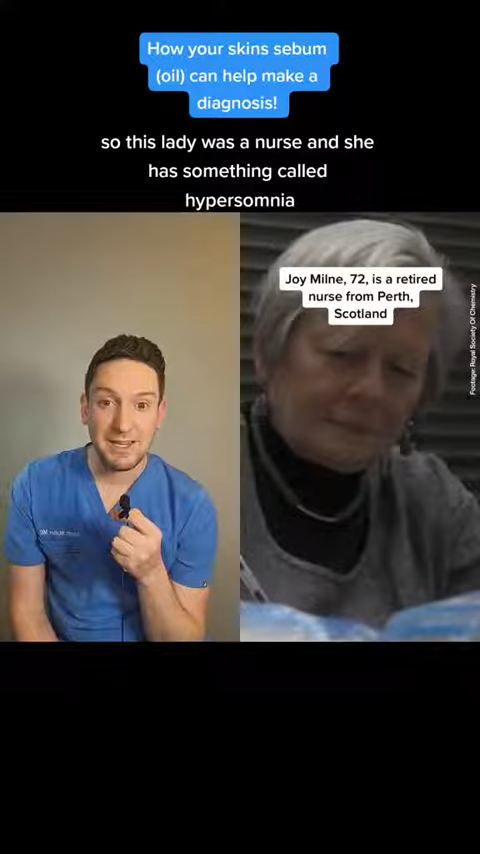 How your skins sebum
(oil) can help make a
diagnosis!
so this lady was a nurse and she
has something called
hypersomnia
Joy Milne, 72, is a retired
nurse from Perth,
Scotland
Footage: Royal Society Of Chemistry